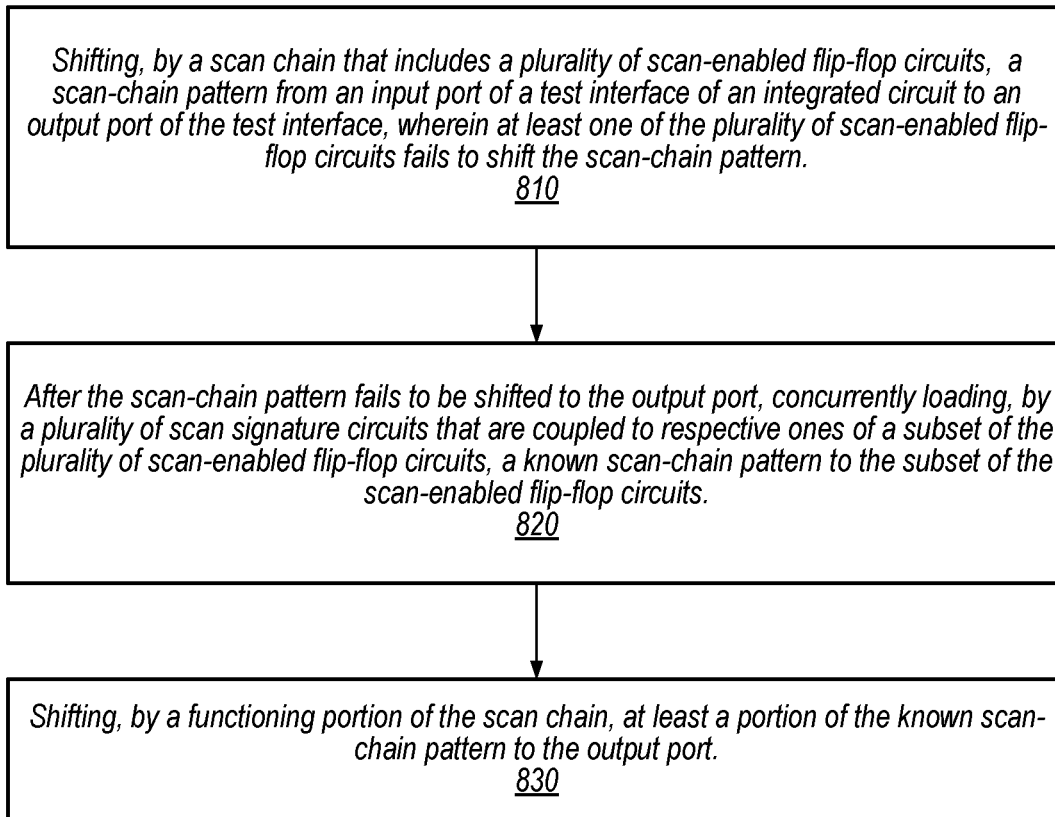 Shifting, by a scan chain that includes a plurality of scan-enabled flip-flop circuits, a
scan-chain pattern from an input port of a test interface of an integrated circuit to an
output port of the test interface, wherein at least one of the plurality of scan-enabled flip-
flop circuits fails to shift the scan-chain pattern.
810
After the scan-chain pattern fails to be shifted to the output port, concurrently loading, by
a plurality of scan signature circuits that are coupled to respective ones of a subset of the
plurality of scan-enabled flip-flop circuits, a known scan-chain pattern to the subset of the
scan-enabled flip-flop circuits.
820
Shifting, by a functioning portion of the scan chain, at least a portion of the known scan-
chain pattern to the output port.
830